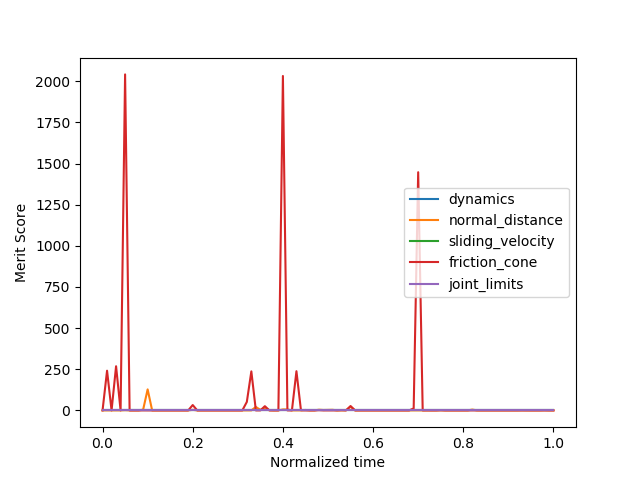 2000
1750
1500
1250
1000
750
500
250
0
Merit Score
dynamics
normal_distance
sliding_velocity
friction_cone
joint_limits
0.0 0.2 0.4 0.6 0.8 1.0
Normalized time